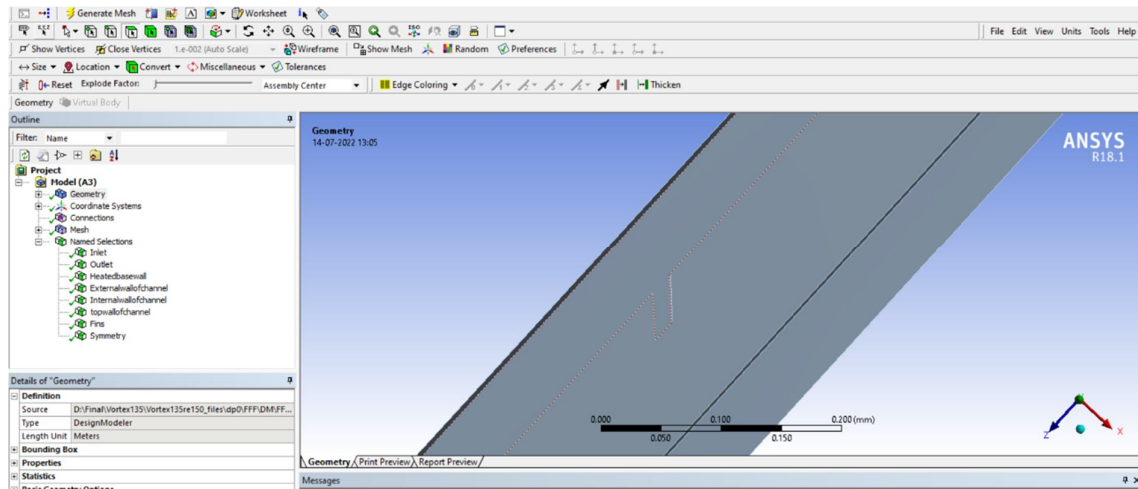 Generate Mesh Worksheet
File Edit View Units Tools Help
Show Vertices Close Vertices 1.e-002 (Auto Scale) Wireframe Show Mesh Random Preferences
Size Location Convert Miscellaneous Tolerances
Reset Explode Factor: Assembly Center Edge Coloring Thicken
Geometry Virtual Body
Outline
Filter: Name
Project
Model (A3)
Geometry
Coordinate Systems
Connections
Mesh
Named Selections
Inlet
Outlet
Heatedbasewall
Externalwallofchannel
Internalwallofchannel
topwallofchannel
Fins
Symmetry
Details of "Geometry"
Definition
Source D:\Final\Vortex135\Vortex135re150_files\dp0\FFF\DM\FF...
Type DesignModeler
Length Unit Meters
Bounding Box
Properties
Statistics
Basic Geometry Options
Geometry
14-07-2022 13:05
ANSYS
R18.1
0.000 0.100 0.200 (mm)
0.050 0.150
Z X
Geometry Print Preview Report Preview
Messages